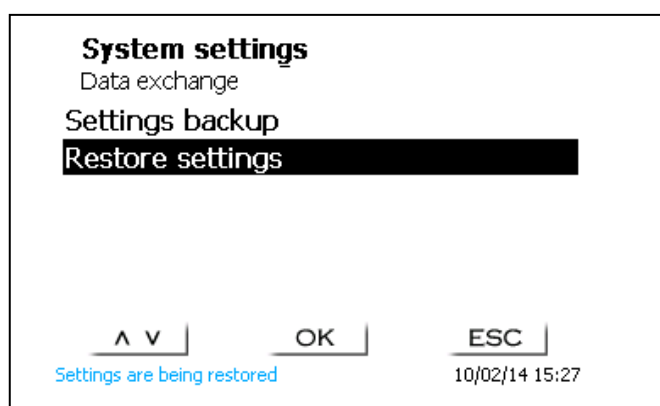 System settings
Data exchange
Settings backup
Restore settings
∧ ∨ OK ESC
Settings are being restored 10/02/14 15:27